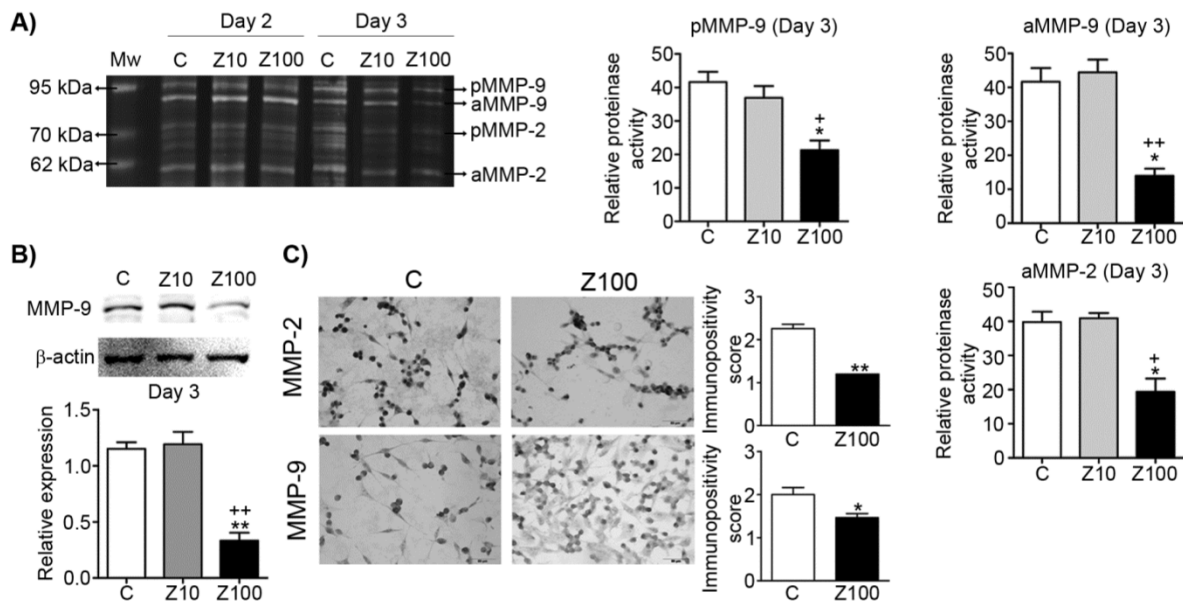 A)
Day 2 Day 3
Mw C Z10 Z100 C Z10 Z100
95 kDa
70 kDa
62 kDa
pMMP-9
aMMP-9
pMMP-2
aMMP-2
pMMP-9 (Day 3)
Relative proteinase
activity
50
40
30
20
10
0
+
*
C Z10 Z100
aMMP-9 (Day 3)
Relative proteinase
activity
50
40
30
20
10
0
++
*
C Z10 Z100
B)
C Z10 Z100
MMP-9
β-actin
Day 3
Relative expression
1.5
1.0
0.5
0.0
++
**
C Z10 Z100
C)
C Z100
MMP-2
MMP-9
Immunopositivity
score
3
2
1
0
**
C Z100
Immunopositivity
score
3
2
1
0
*
C Z100
aMMP-2 (Day 3)
Relative proteinase
activity
50
40
30
20
10
0
+
*
C Z10 Z100